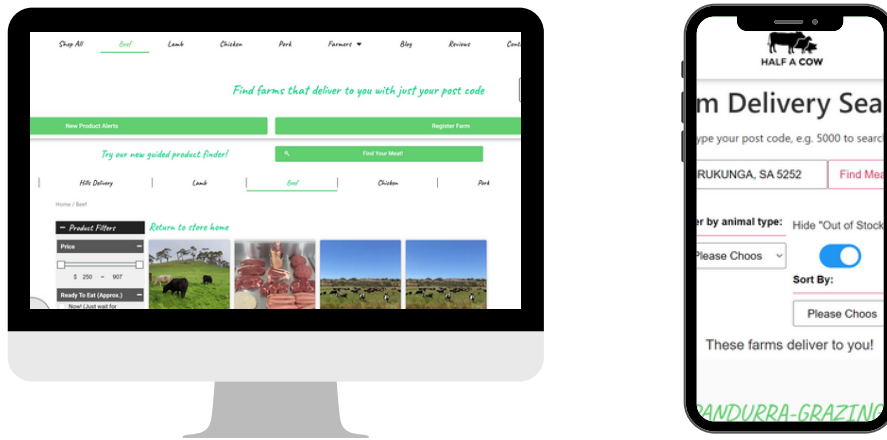 Shop All Beef Lamb Chicken Pork Farmers Blog Reviews Cont
Find farms that deliver to you with just your post code
New Product Alerts Register Farm
Try our new guided product finder! Find Your Meat!
Hills Delivery Lamb Beef Chicken Pork
Home / Beef
− Product Filters Return to store home
Price −
$ 250 – 907
Ready To Eat (Approx.) −
Now! (Just wait for
HALF A COW
m Delivery Sea
ype your post code, e.g. 5000 to search
RUKUNGA, SA 5252 Find Mea
er by animal type: Hide "Out of Stock
Please Choos
Sort By:
Please Choos
These farms deliver to you!
PANDURRA-GRAZING